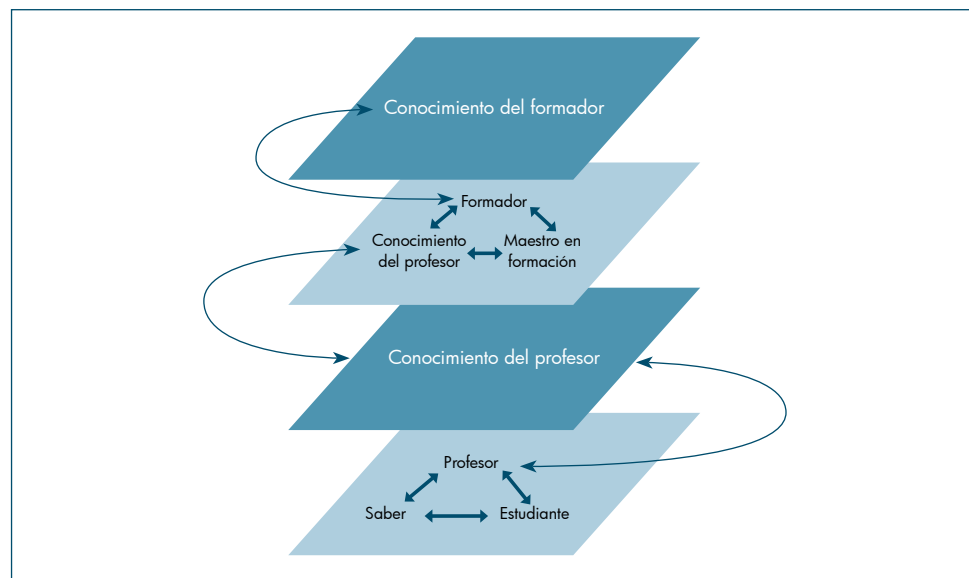 Conocimiento del formador
Formador
Conocimiento
del profesor
Maestro en
formación
Conocimiento del profesor
Profesor
Saber
Estudiante